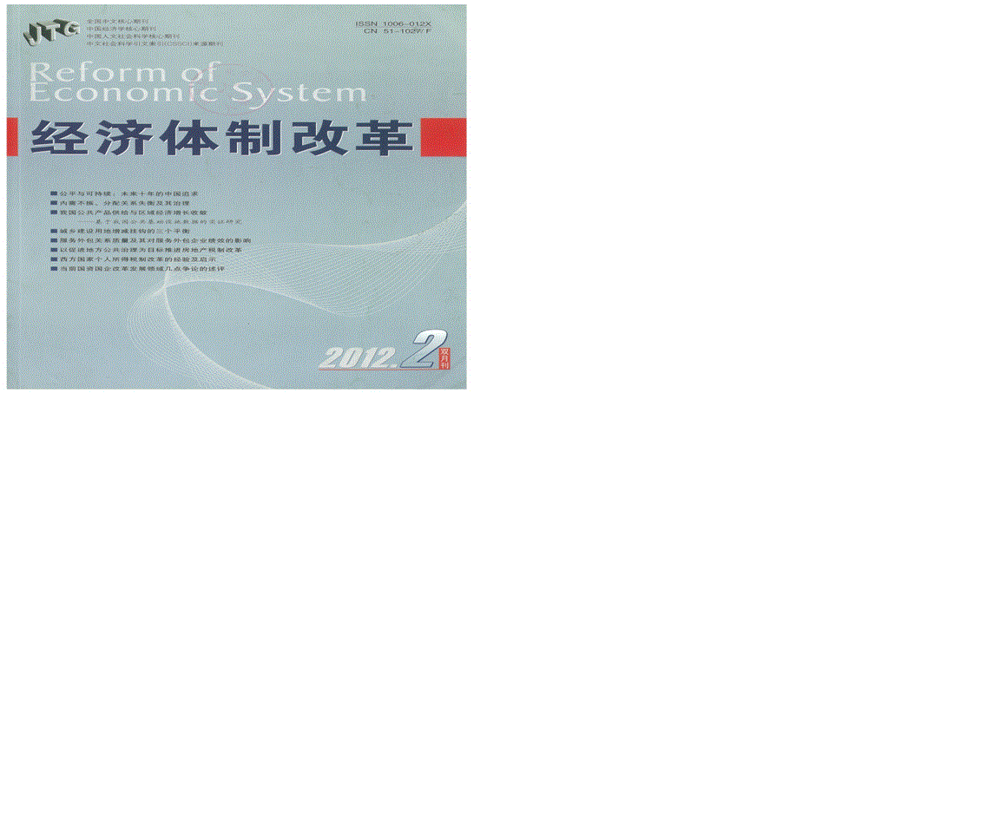 JTG
全国中文核心期刊
中国经济学核心期刊
中国人文社会科学核心期刊
中文社会科学引文索引(CSSCI)来源期刊
ISSN 1006-012X
CN 51-1027/F
Reform of
Economic System
经济体制改革
■公平与可持续：未来十年的中国追求
■内需不振、分配关系失衡及其治理
■我国公共产品供给与区域经济增长收敛
——基于我国公共基础设施数据的实证研究
■城乡建设用地增减挂钩的三个平衡
■服务外包关系质量及其对服务外包企业绩效的影响
■以促进地方公共治理为目标推进房地产税制改革
■西方国家个人所得税制改革的经验及启示
■当前国资国企改革发展领域几点争论的述评
2012.2
双月刊